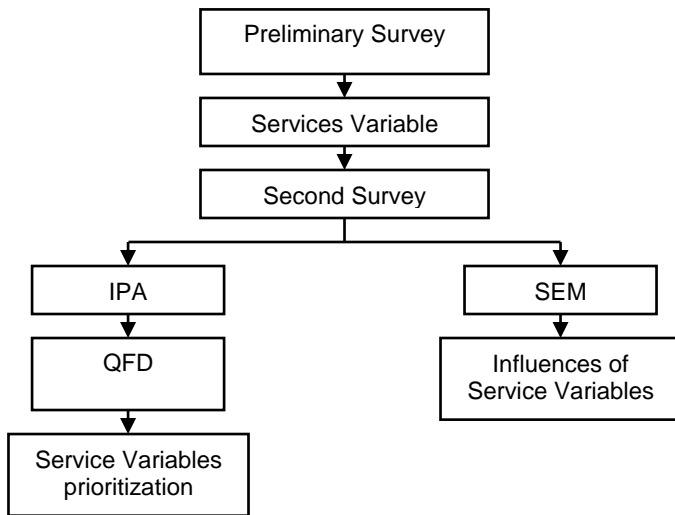 Preliminary Survey
Services Variable
Second Survey
IPA
SEM
QFD
Influences of
Service Variables
Service Variables
prioritization